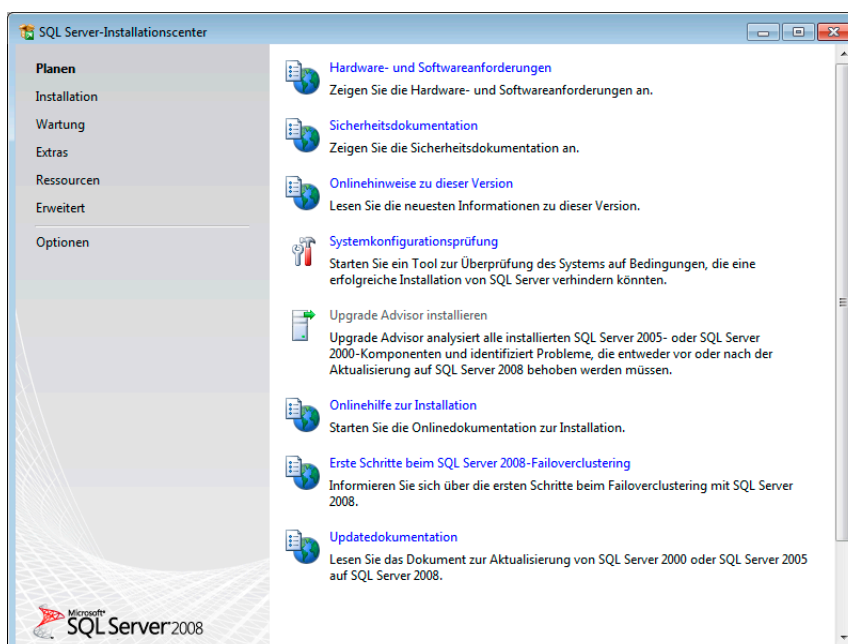 SQL Server-Installationscenter
Planen
Installation
Wartung
Extras
Ressourcen
Erweitert
Optionen
Hardware- und Softwareanforderungen
Zeigen Sie die Hardware- und Softwareanforderungen an.
Sicherheitsdokumentation
Zeigen Sie die Sicherheitsdokumentation an.
Onlinehinweise zu dieser Version
Lesen Sie die neuesten Informationen zu dieser Version.
Systemkonfigurationsprüfung
Starten Sie ein Tool zur Überprüfung des Systems auf Bedingungen, die eine
erfolgreiche Installation von SQL Server verhindern könnten.
Upgrade Advisor installieren
Upgrade Advisor analysiert alle installierten SQL Server 2005- oder SQL Server
2000-Komponenten und identifiziert Probleme, die entweder vor oder nach der
Aktualisierung auf SQL Server 2008 behoben werden müssen.
Onlinehilfe zur Installation
Starten Sie die Onlinedokumentation zur Installation.
Erste Schritte beim SQL Server 2008-Failoverclustering
Informieren Sie sich über die ersten Schritte beim Failoverclustering mit SQL Server
2008.
Updatedokumentation
Lesen Sie das Dokument zur Aktualisierung von SQL Server 2000 oder SQL Server 2005
auf SQL Server 2008.
Microsoft®
SQL Server®2008